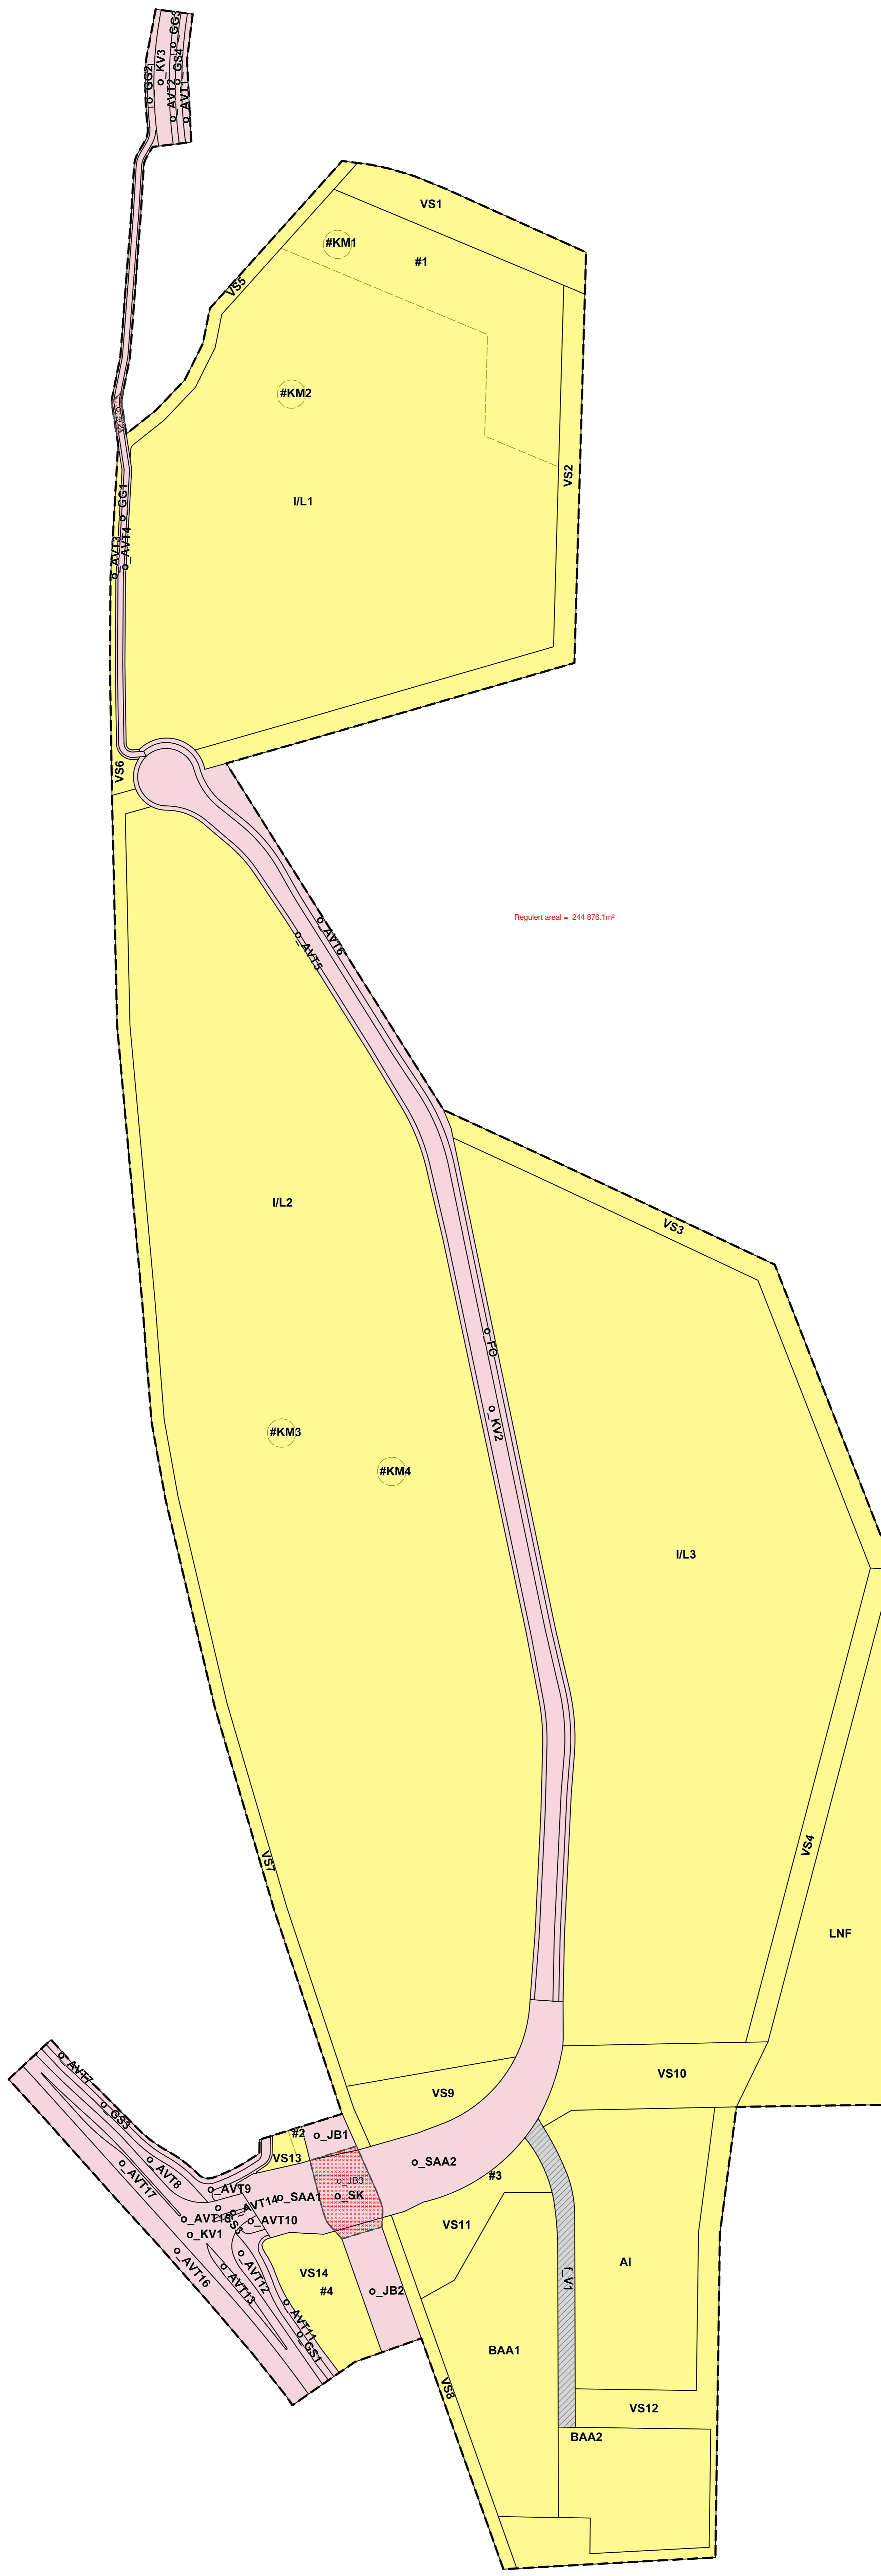 o_GG3
o_KV3
o_GS4
o_GG2
o_AVT2
o_AVT1
VS1
#KM1
#1
VS5
#KM2
VS2
I/L1
o_GG1
o_AVT4
o_AVT3
VS6
Regulert areal = 244 876.1m²
o_AVT6
o_AVT5
I/L2
VS3
o_FO
o_KV2
#KM3
#KM4
I/L3
VS4
VS7
LNF
o_AVT7
VS10
VS9
o_GS3
#2
o_JB1
VS13
o_AVT8
o_SAA2
o_AVT17
o_JB3
#3
o_AVT9
o_SK
o_SAA1
o_AVT14
o_AVT15
o_AVT10
VS11
o_KV1
o_AVT16
o_AVT12
AI
VS14
o_AVT13
f_V1
#4
o_JB2
o_AVT11
o_GS1
BAA1
VS8
VS12
BAA2